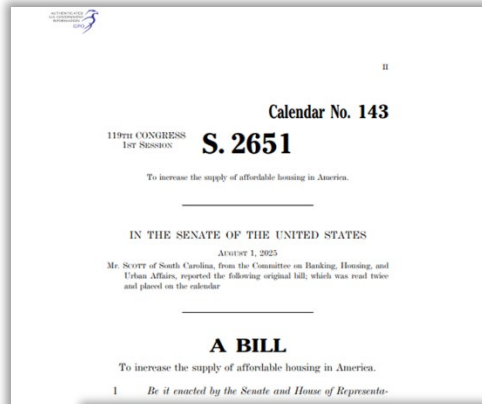 AUTHENTICATED
U.S. GOVERNMENT
INFORMATION
GPO
II
Calendar No. 143
119TH CONGRESS
1ST SESSION
S. 2651
To increase the supply of affordable housing in America.
IN THE SENATE OF THE UNITED STATES
AUGUST 1, 2025
Mr. SCOTT of South Carolina, from the Committee on Banking, Housing, and
Urban Affairs, reported the following original bill; which was read twice
and placed on the calendar
A BILL
To increase the supply of affordable housing in America.
1 Be it enacted by the Senate and House of Representa-